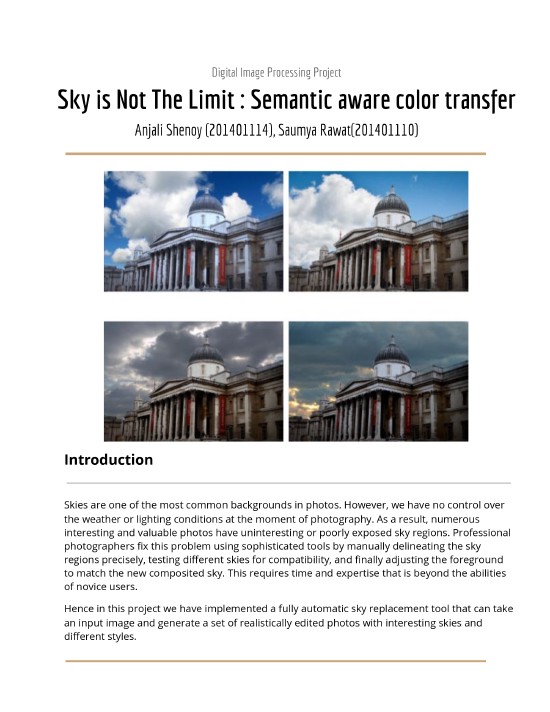 Digital Image Processing Project
Sky is Not The Limit : Semantic aware color transfer
Anjali Shenoy (201401114), Saumya Rawat(201401110)
Introduction
Skies are one of the most common backgrounds in photos. However, we have no control over
the weather or lighting conditions at the moment of photography. As a result, numerous
interesting and valuable photos have uninteresting or poorly exposed sky regions. Professional
photographers fix this problem using sophisticated tools by manually delineating the sky
regions precisely, testing different skies for compatibility, and finally adjusting the foreground
to match the new composited sky. This requires time and expertise that is beyond the abilities
of novice users.
Hence in this project we have implemented a fully automatic sky replacement tool that can take
an input image and generate a set of realistically edited photos with interesting skies and
different styles.